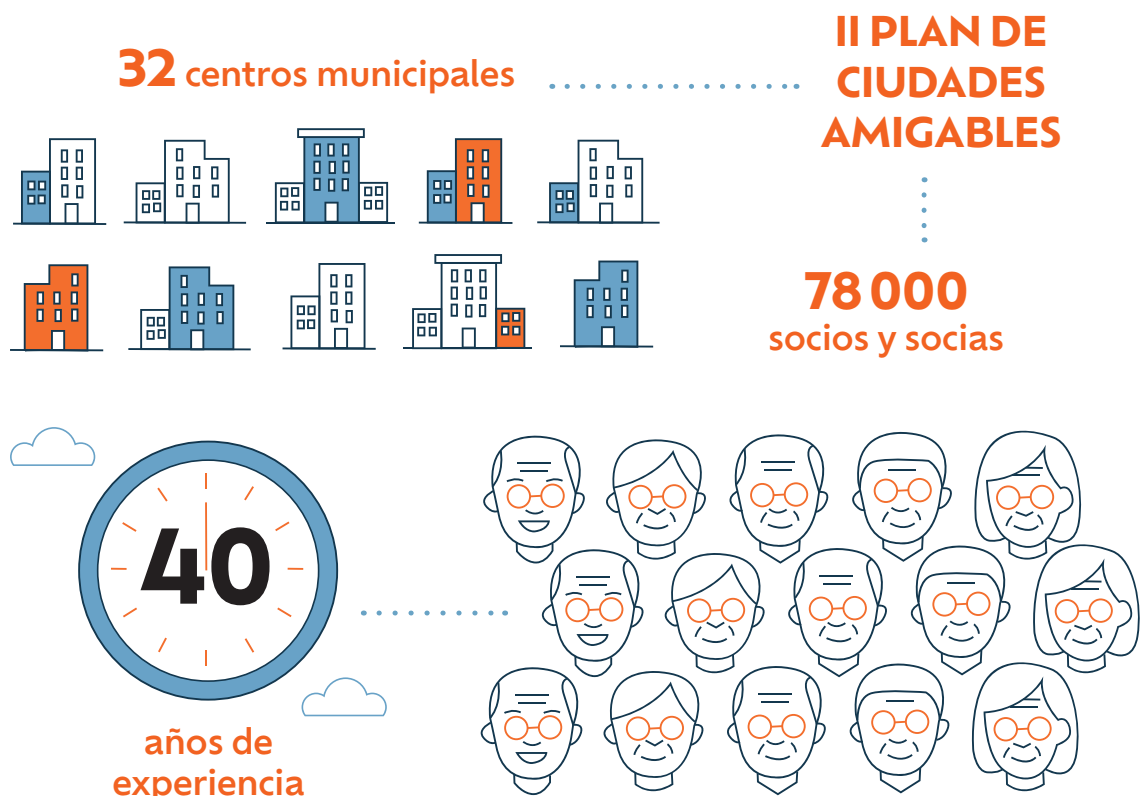 32 centros municipales
II PLAN DE
CIUDADES
AMIGABLES
78 000
socios y socias
40
años de
experiencia